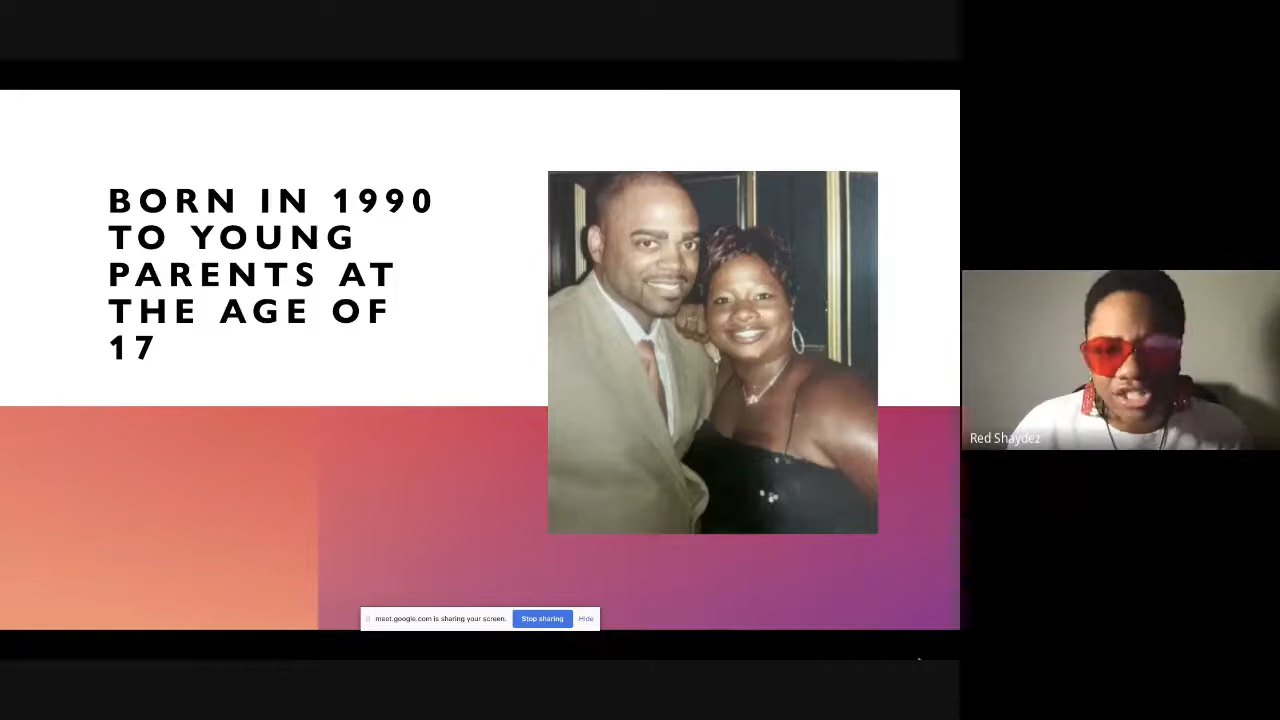 BORN IN 1990
TO YOUNG
PARENTS AT
THE AGE OF
17
Red Shaydez
meet.google.com is sharing your screen.
Stop sharing
Hide